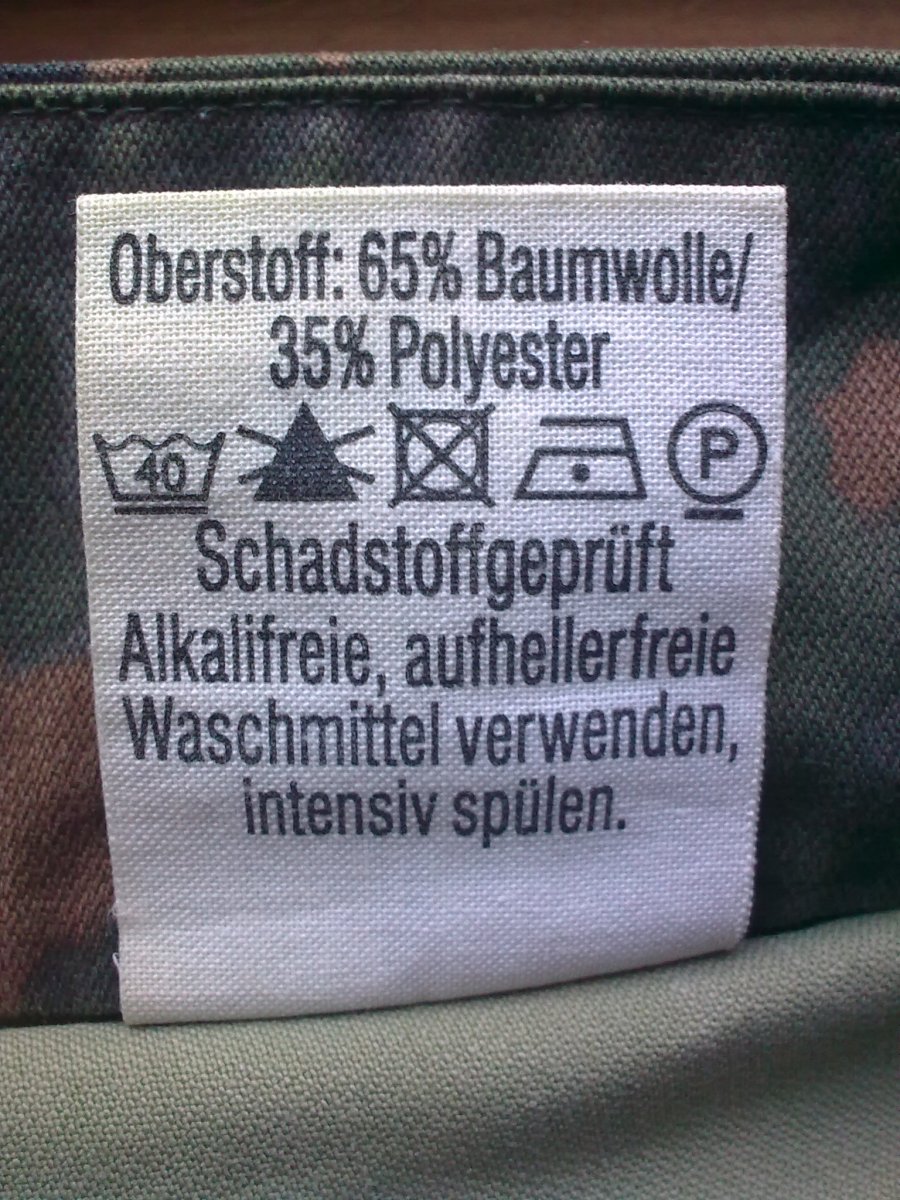 Oberstoff: 65% Baumwolle/
35% Polyester
40 P
Schadstoffgeprüft
Alkalifreie, aufhellerfreie
Waschmittel verwenden,
intensiv spülen.